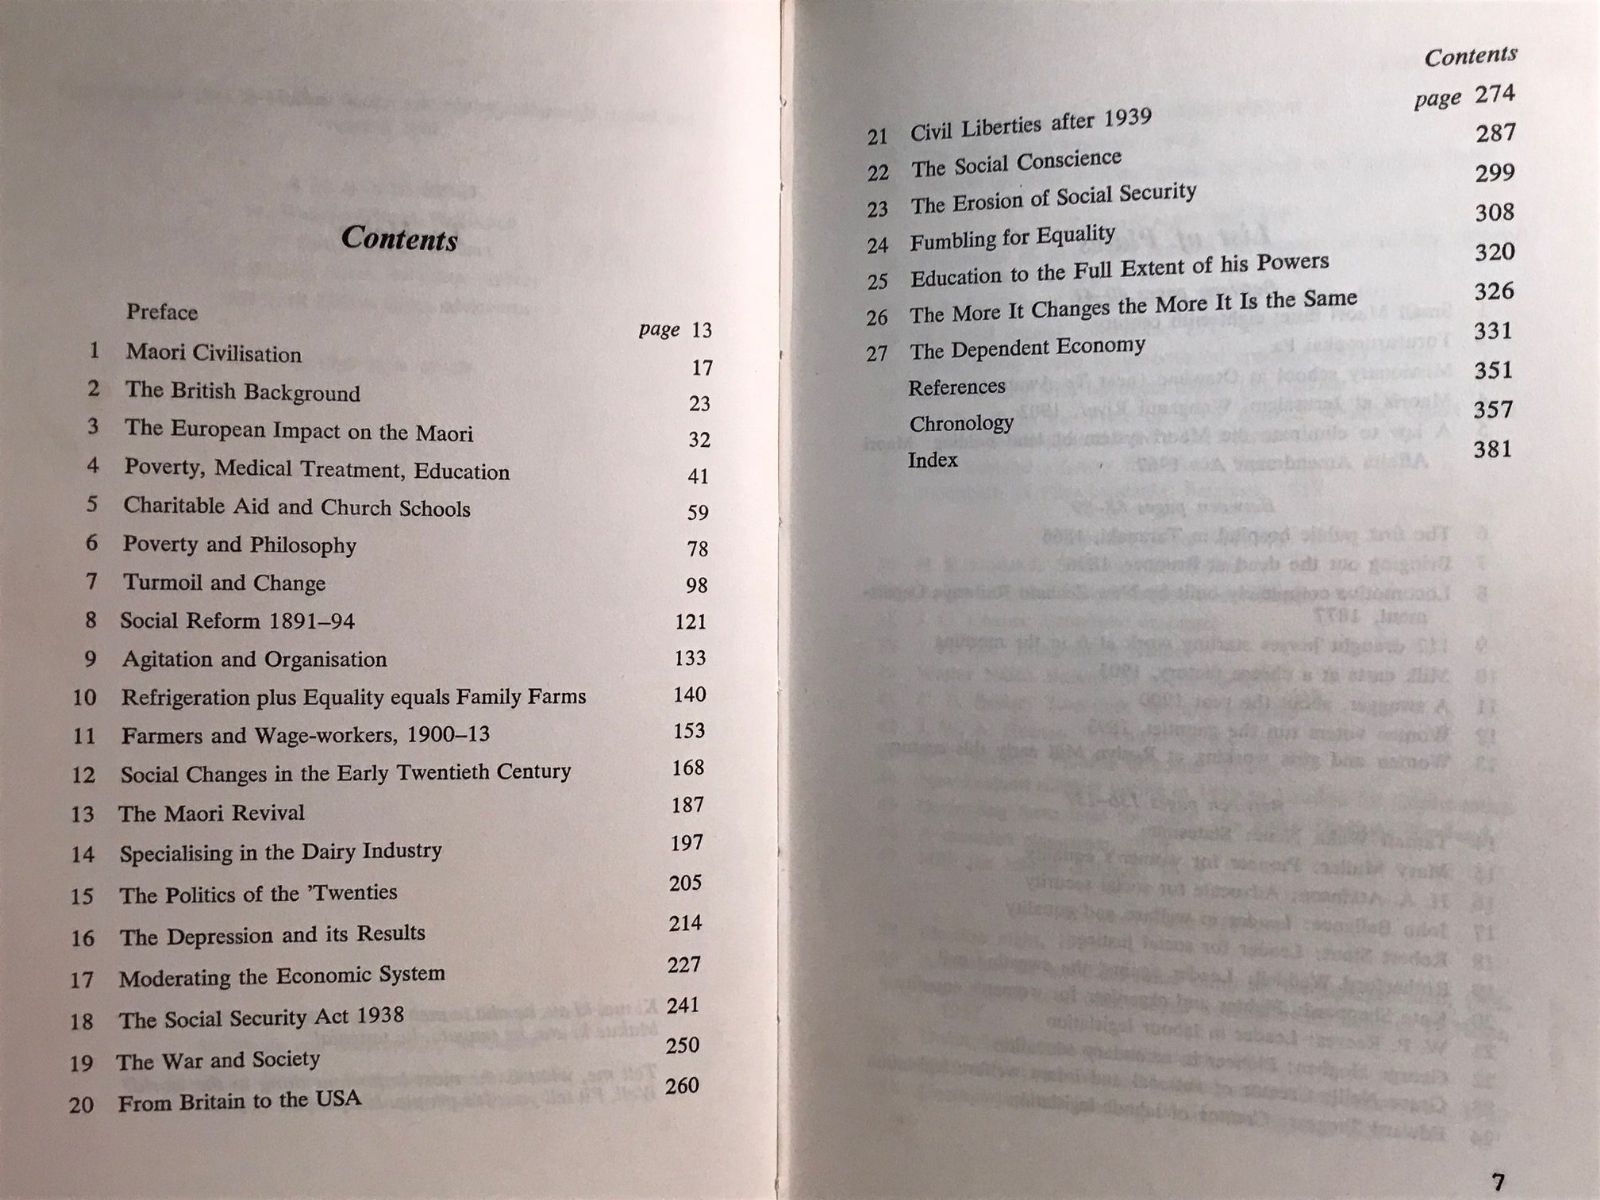 Contents
Preface page 13
1 Maori Civilisation 17
2 The British Background 23
3 The European Impact on the Maori 32
4 Poverty, Medical Treatment, Education 41
5 Charitable Aid and Church Schools 59
6 Poverty and Philosophy 78
7 Turmoil and Change 98
8 Social Reform 1891–94 121
9 Agitation and Organisation 133
10 Refrigeration plus Equality equals Family Farms 140
11 Farmers and Wage-workers, 1900–13 153
12 Social Changes in the Early Twentieth Century 168
13 The Maori Revival 187
14 Specialising in the Dairy Industry 197
15 The Politics of the ’Twenties 205
16 The Depression and its Results 214
17 Moderating the Economic System 227
18 The Social Security Act 1938 241
19 The War and Society 250
20 From Britain to the USA 260
Contents
21 Civil Liberties after 1939 page 274
22 The Social Conscience 287
23 The Erosion of Social Security 299
24 Fumbling for Equality 308
25 Education to the Full Extent of his Powers 320
26 The More It Changes the More It Is the Same 326
27 The Dependent Economy 331
References 351
Chronology 357
Index 381
7